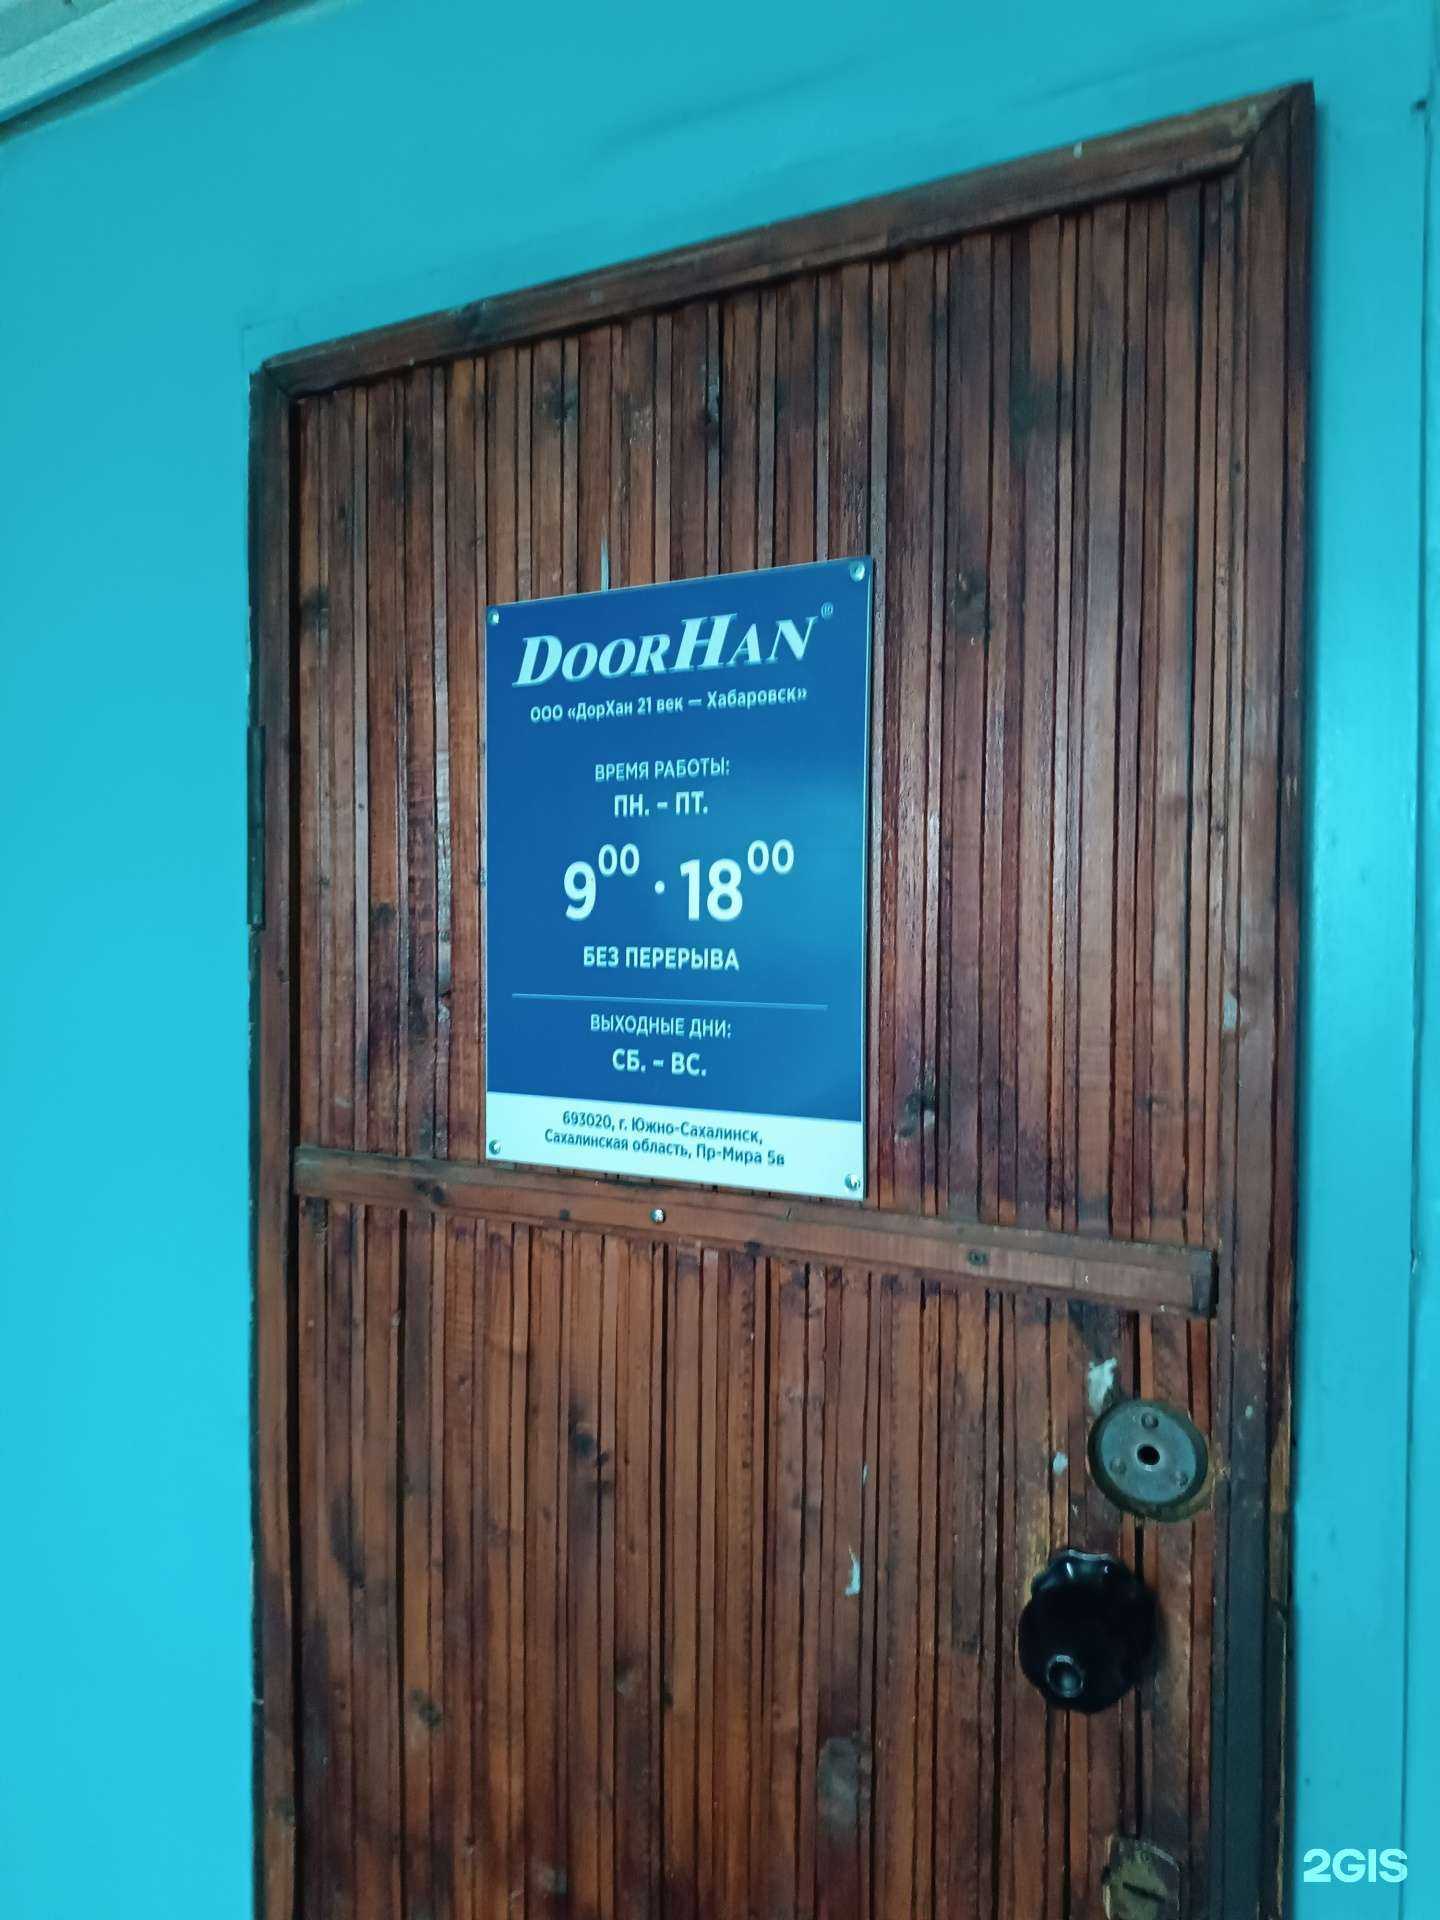 DOORHAN®
ООО «ДорХан 21 век — Хабаровск»
ВРЕМЯ РАБОТЫ:
ПН. – ПТ.
9⁰⁰ · 18⁰⁰
БЕЗ ПЕРЕРЫВА
ВЫХОДНЫЕ ДНИ:
СБ. – ВС.
693020, г. Южно-Сахалинск,
Сахалинская область, Пр-Мира 5в
2GIS